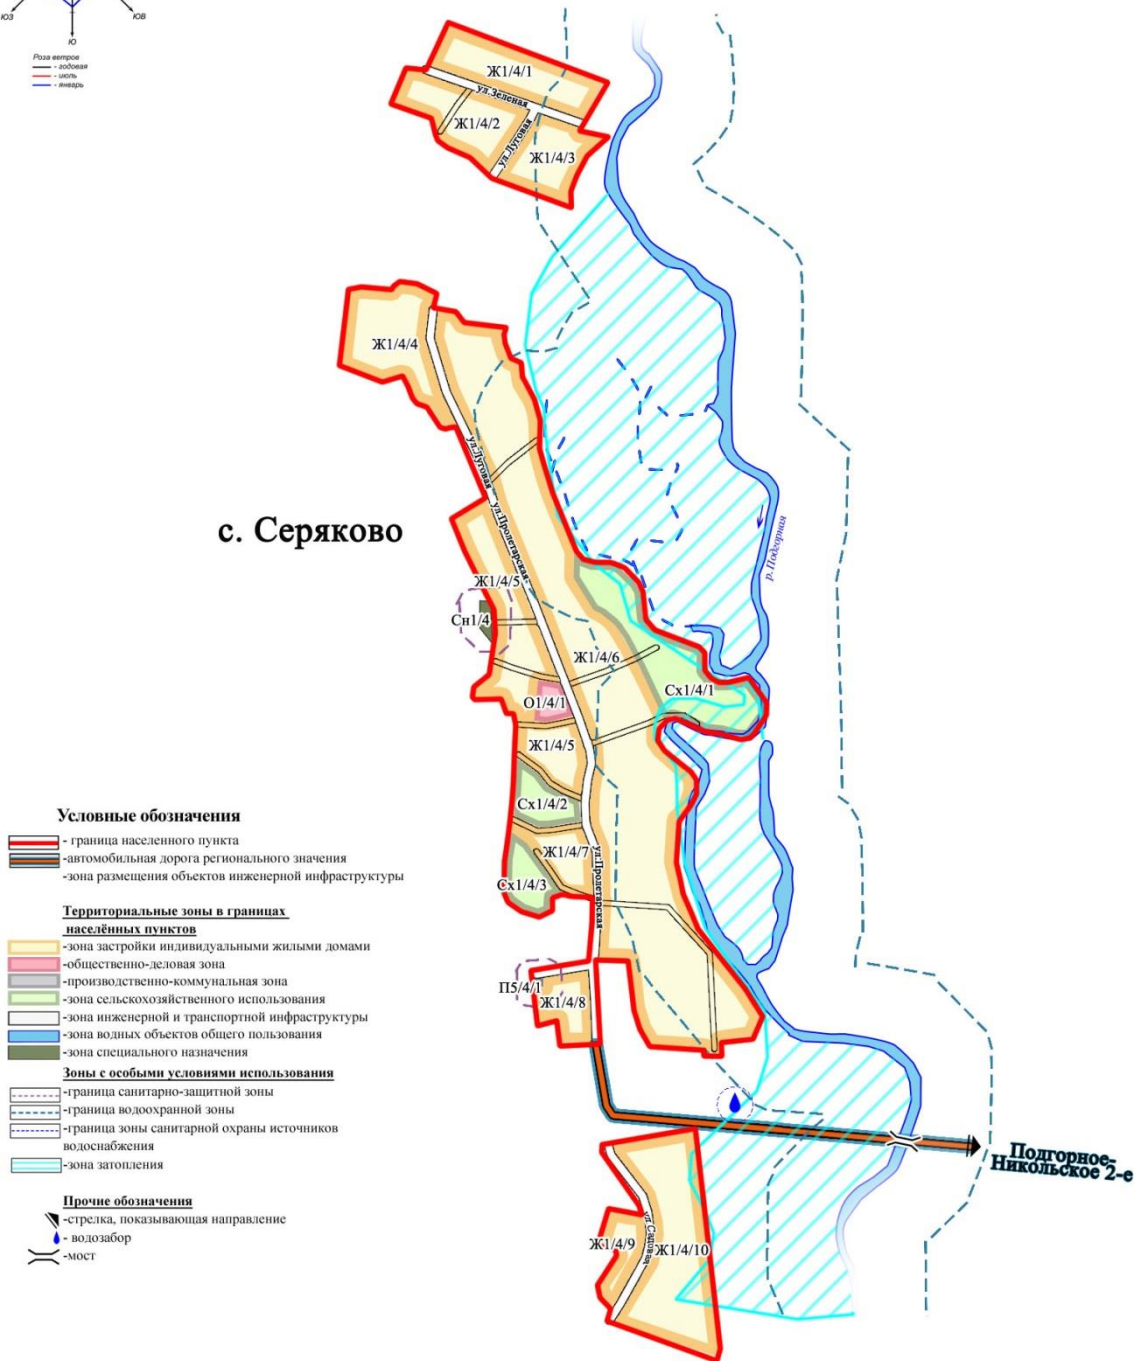 ЮЗ
ЮВ
Ю
Роза ветров
- годовая
- июль
- январь
Ж1/4/1
ул.Зеленая
Ж1/4/2
ул.Луговая
Ж1/4/3
Ж1/4/4
ул.Луговая
ул.Пролетарская
с. Серяково
р. Подгорная
Ж1/4/5
Сн1/4
Ж1/4/6
Сх1/4/1
О1/4/1
Ж1/4/5
Сх1/4/2
Ж1/4/7
ул.Пролетарская
Сх1/4/3
П5/4/1
Ж1/4/8
Подгорное-
Никольское 2-е
ул.Садовая
Ж1/4/9
Ж1/4/10
Условные обозначения
- граница населенного пункта
-автомобильная дорога регионального значения
-зона размещения объектов инженерной инфраструктуры
Территориальные зоны в границах
населённых пунктов
-зона застройки индивидуальными жилыми домами
-общественно-деловая зона
-производственно-коммунальная зона
-зона сельскохозяйственного использования
-зона инженерной и транспортной инфраструктуры
-зона водных объектов общего пользования
-зона специального назначения
Зоны с особыми условиями использования
-граница санитарно-защитной зоны
-граница водоохранной зоны
-граница зоны санитарной охраны источников
водоснабжения
-зона затопления
Прочие обозначения
-стрелка, показывающая направление
- водозабор
-мост